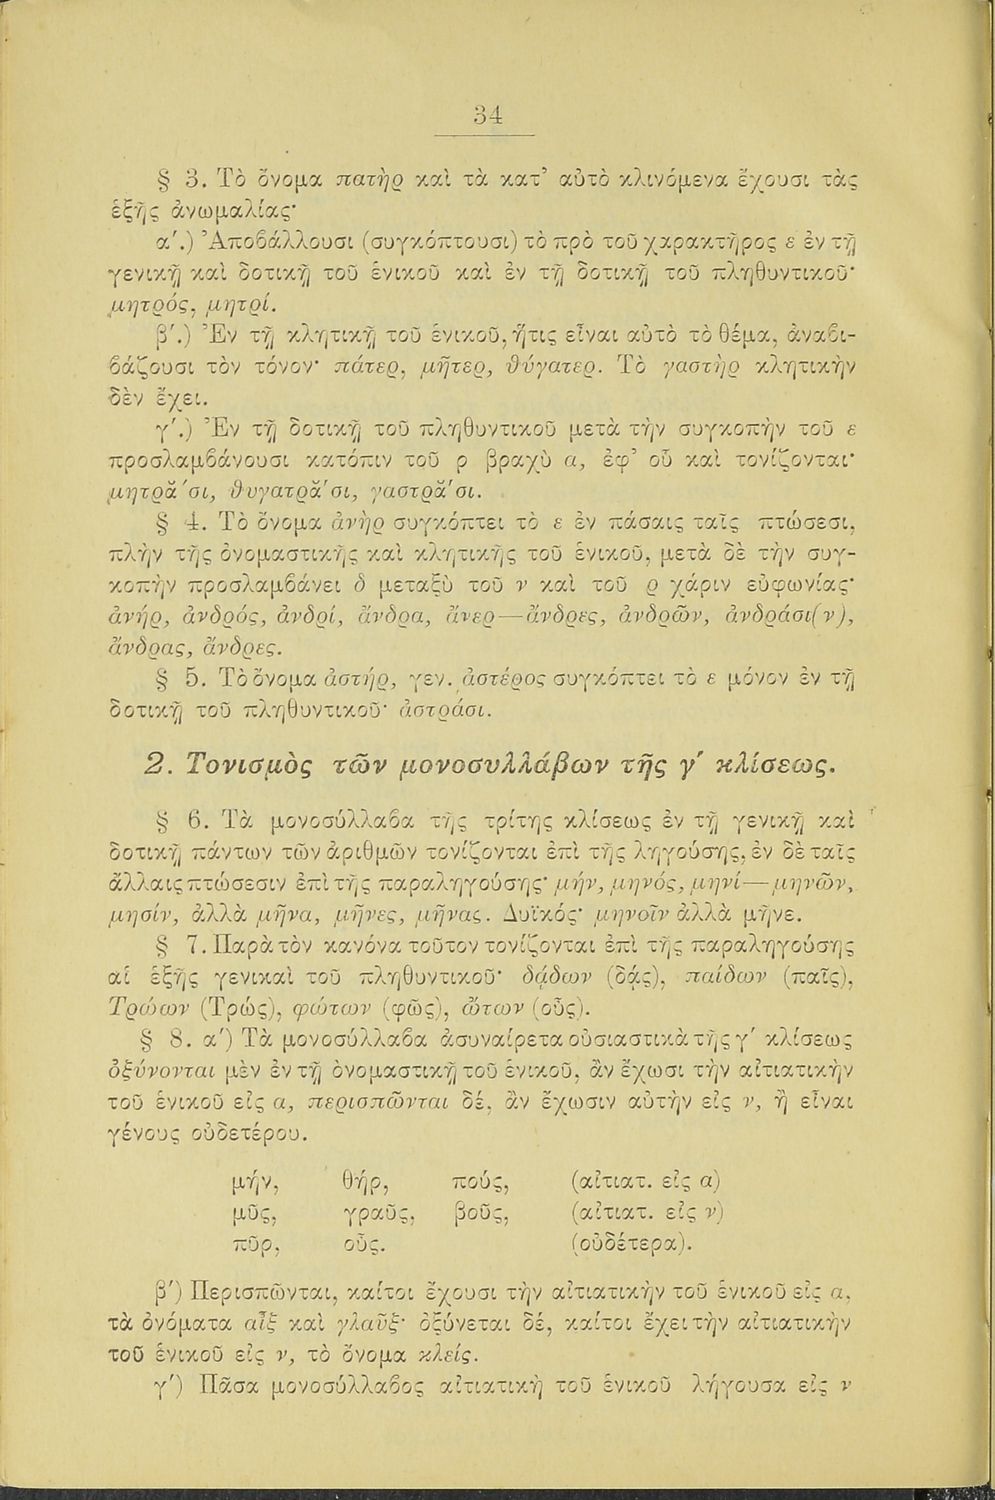 34
§ 3. Τὸ ὄνομα πατὴρ καὶ τὰ κατ’ αὐτὸ κλινόμενα ἔχουσι τὰς
ἑξῆς ἀνωμαλίας·
α΄.) Ἀποβάλλουσι (συγκόπτουσι) τὸ πρὸ τοῦ χαρακτῆρος ε ἐν τῇ
γενικῇ καὶ δοτικῇ τοῦ ἑνικοῦ καὶ ἐν τῇ δοτικῇ τοῦ πληθυντικοῦ·
μητρός, μητρί.
β΄.) Ἐν τῇ κλητικῇ τοῦ ἑνικοῦ, ἥτις εἶναι αὐτὸ τὸ θέμα, ἀναβι-
βάζουσι τὸν τόνον· πάτερ, μῆτερ, θύγατερ. Τὸ γαστὴρ κλητικὴν
δὲν ἔχει.
γ΄.) Ἐν τῇ δοτικῇ τοῦ πληθυντικοῦ μετὰ τὴν συγκοπὴν τοῦ ε
προσλαμβάνουσι κατόπιν τοῦ ρ βραχὺ α, ἐφ’ οὗ καὶ τονίζονται·
μητρᾰ΄σι, θυγατρᾰ΄σι, γαστρᾰ΄σι.
§ 4. Τὸ ὄνομα ἀνὴρ συγκόπτει τὸ ε ἐν πάσαις ταῖς πτώσεσι,
πλὴν τῆς ὀνομαστικῆς καὶ κλητικῆς τοῦ ἑνικοῦ, μετὰ δὲ τὴν συγ-
κοπὴν προσλαμβάνει δ μεταξὺ τοῦ ν καὶ τοῦ ρ χάριν εὐφωνίας·
ἀνήρ, ἀνδρός, ἀνδρί, ἄνδρα, ἄνερ—ἄνδρες, ἀνδρῶν, ἀνδράσι(ν),
ἄνδρας, ἄνδρες.
§ 5. Τὸ ὄνομα ἀστήρ, γεν. ἀστέρος συγκόπτει τὸ ε μόνον ἐν τῇ
δοτικῇ τοῦ πληθυντικοῦ· ἀστράσι.
2. Τονισμὸς τῶν μονοσυλλάβων τῆς γ΄ κλίσεως.
§ 6. Τὰ μονοσύλλαβα τῆς τρίτης κλίσεως ἐν τῇ γενικῇ καὶ
δοτικῇ πάντων τῶν ἀριθμῶν τονίζονται ἐπὶ τῆς ληγούσης, ἐν δὲ ταῖς
ἄλλαις πτώσεσιν ἐπὶ τῆς παραληγούσης· μήν, μηνός, μηνί—μηνῶν,
μησίν, ἀλλὰ μῆνα, μῆνες, μῆνας. Δυϊκός· μηνοῖν ἀλλὰ μῆνε.
§ 7. Παρὰ τὸν κανόνα τοῦτον τονίζονται ἐπὶ τῆς παραληγούσης
αἱ ἑξῆς γενικαὶ τοῦ πληθυντικοῦ· δᾴδων (δᾴς), παίδων (παῖς),
Τρώων (Τρώς), φώτων (φῶς), ὤτων (οὖς).
§ 8. α΄) Τὰ μονοσύλλαβα ἀσυναίρετα οὐσιαστικὰ τῆς γ΄ κλίσεως
ὀξύνονται μὲν ἐν τῇ ὀνομαστικῇ τοῦ ἑνικοῦ, ἂν ἔχωσι τὴν αἰτιατικὴν
τοῦ ἑνικοῦ εἰς α, περισπῶνται δέ, ἂν ἔχωσιν αὐτὴν εἰς ν, ἢ εἶναι
γένους οὐδετέρου.
μήν, θήρ, πούς, (αἰτιατ. εἰς α)
μῦς, γραῦς, βοῦς, (αἰτιατ. εἰς ν)
πῦρ, οὖς. (οὐδέτερα).
β΄) Περισπῶνται, καίτοι ἔχουσι τὴν αἰτιατικὴν τοῦ ἑνικοῦ εἰς α,
τὰ ὀνόματα αἲξ καὶ γλαῦξ· ὀξύνεται δέ, καίτοι ἔχει τὴν αἰτιατικὴν
τοῦ ἑνικοῦ εἰς ν, τὸ ὄνομα κλείς.
γ΄) Πᾶσα μονοσύλλαβος αἰτιατικὴ τοῦ ἑνικοῦ λήγουσα εἰς ν